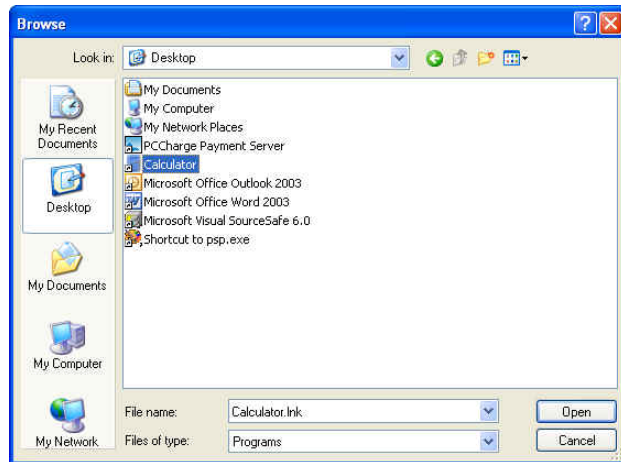 Browse
Look in: Desktop
My Recent
Documents
Desktop
My Documents
My Computer
My Network
My Documents
My Computer
My Network Places
PCCharge Payment Server
Calculator
Microsoft Office Outlook 2003
Microsoft Office Word 2003
Microsoft Visual SourceSafe 6.0
Shortcut to psp.exe
File name: Calculator.lnk Open
Files of type: Programs Cancel